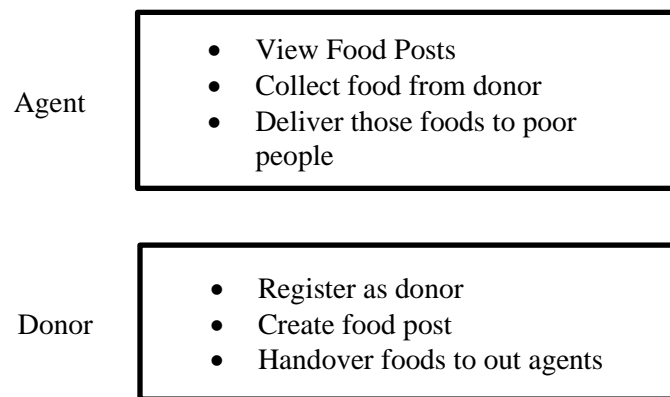 Agent
• View Food Posts
• Collect food from donor
• Deliver those foods to poor
people
Donor
• Register as donor
• Create food post
• Handover foods to out agents